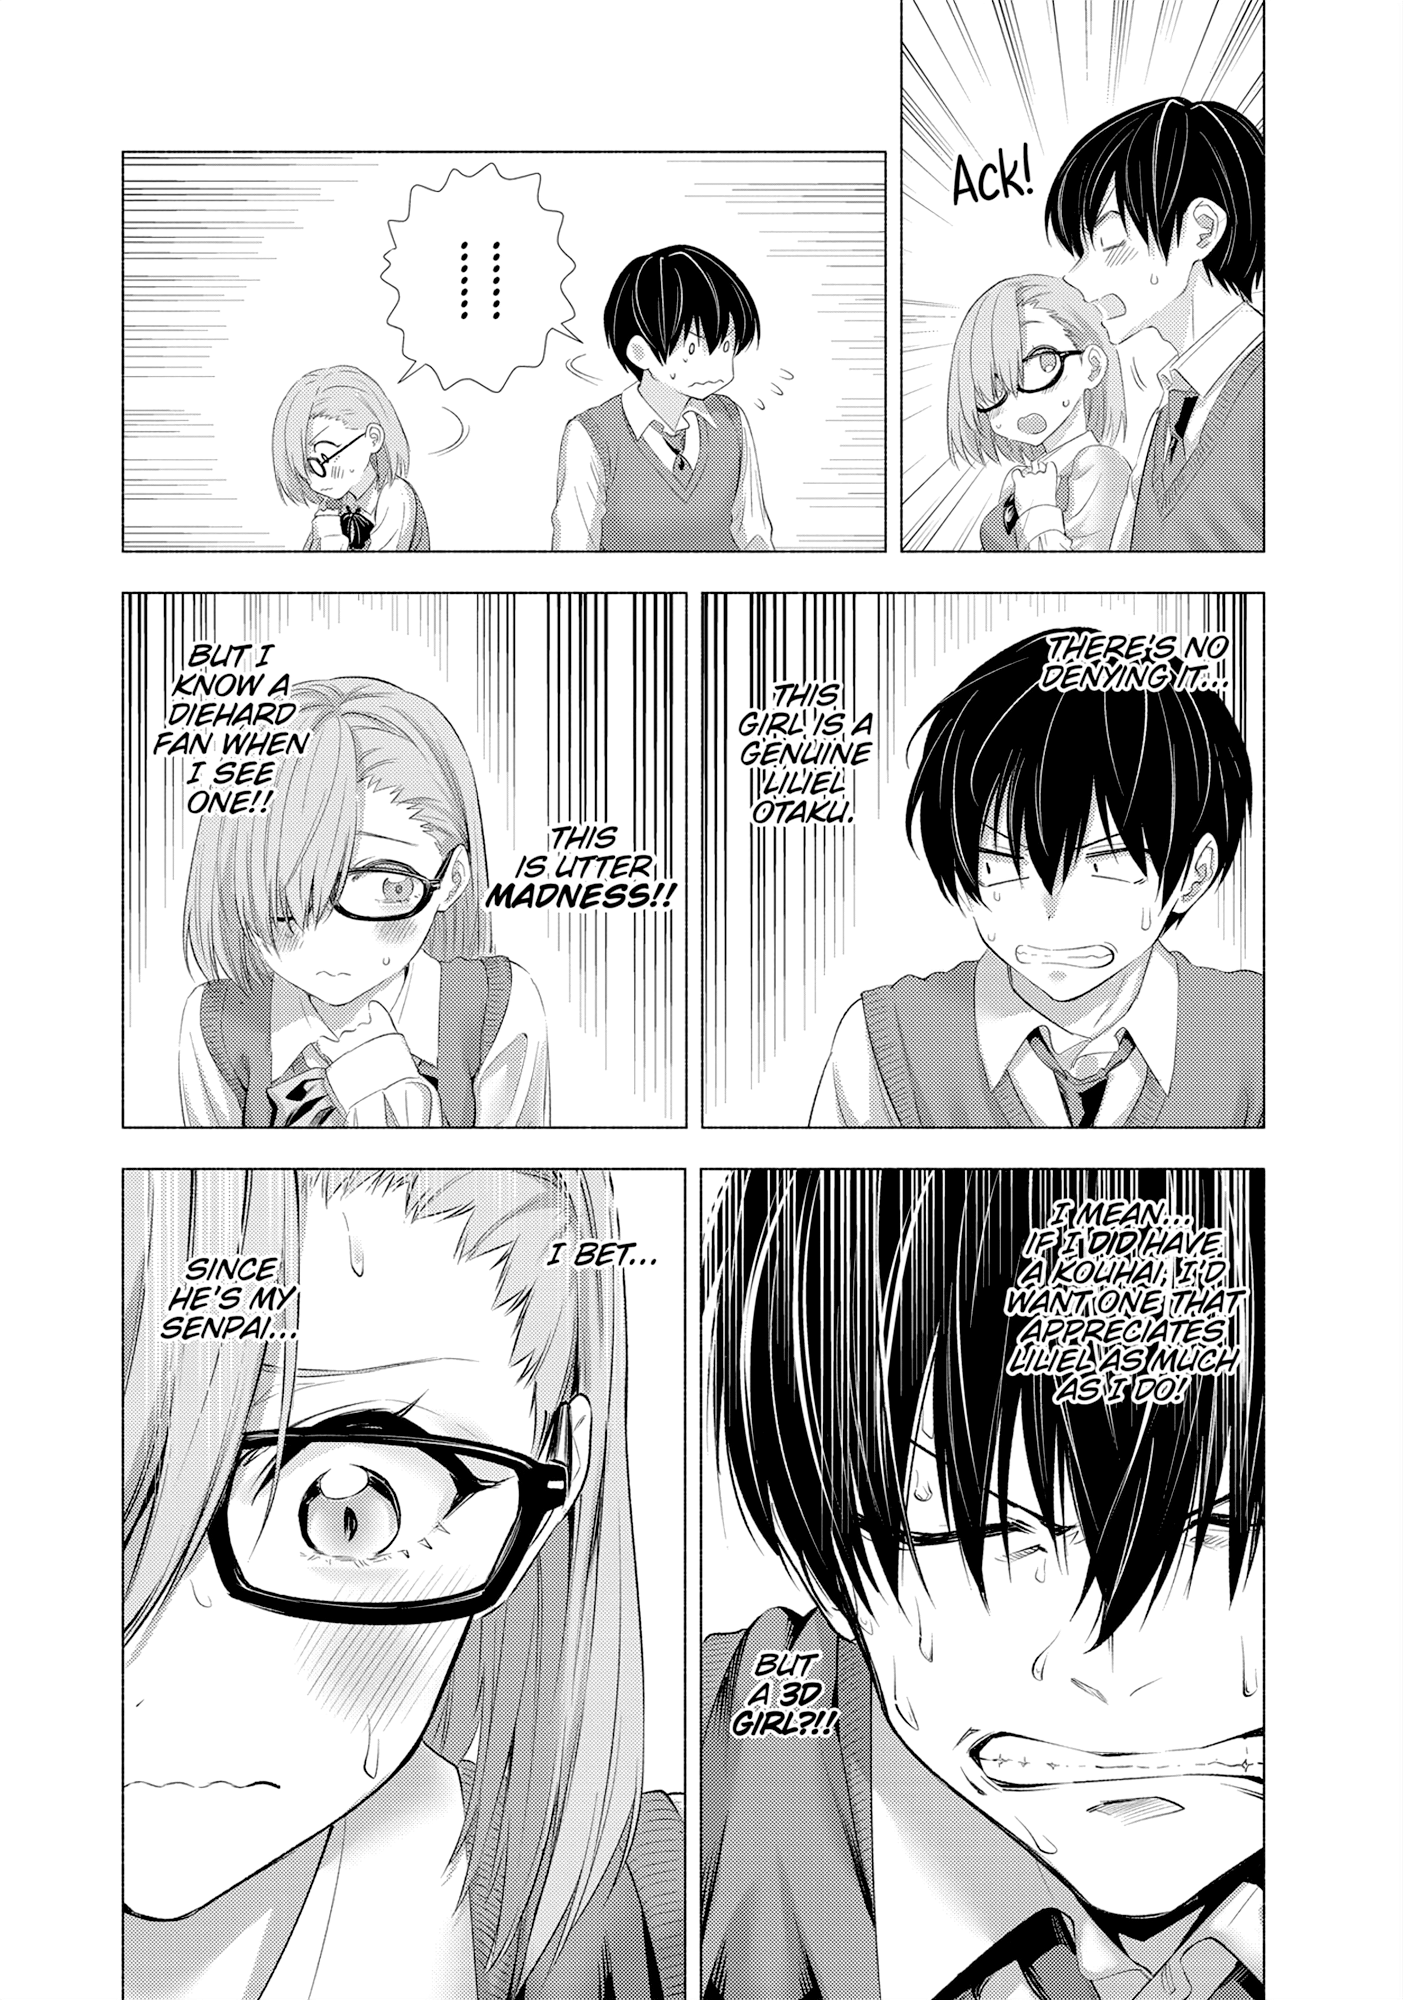 Ack!
THERE'S NO
DENYING IT...
THIS
GIRL IS A
GENUINE
LILIEL
OTAKU.
THIS
IS UTTER
MADNESS!!
BUT I
KNOW A
DIEHARD
FAN WHEN
I SEE
ONE!!
I MEAN...
IF I DID HAVE
A KOUHAI, I'D
WANT ONE THAT
APPRECIATES
LILIEL AS MUCH
AS I DO!
BUT
A 3D
GIRL?!!
I BET...
SINCE
HE'S MY
SENPAI...